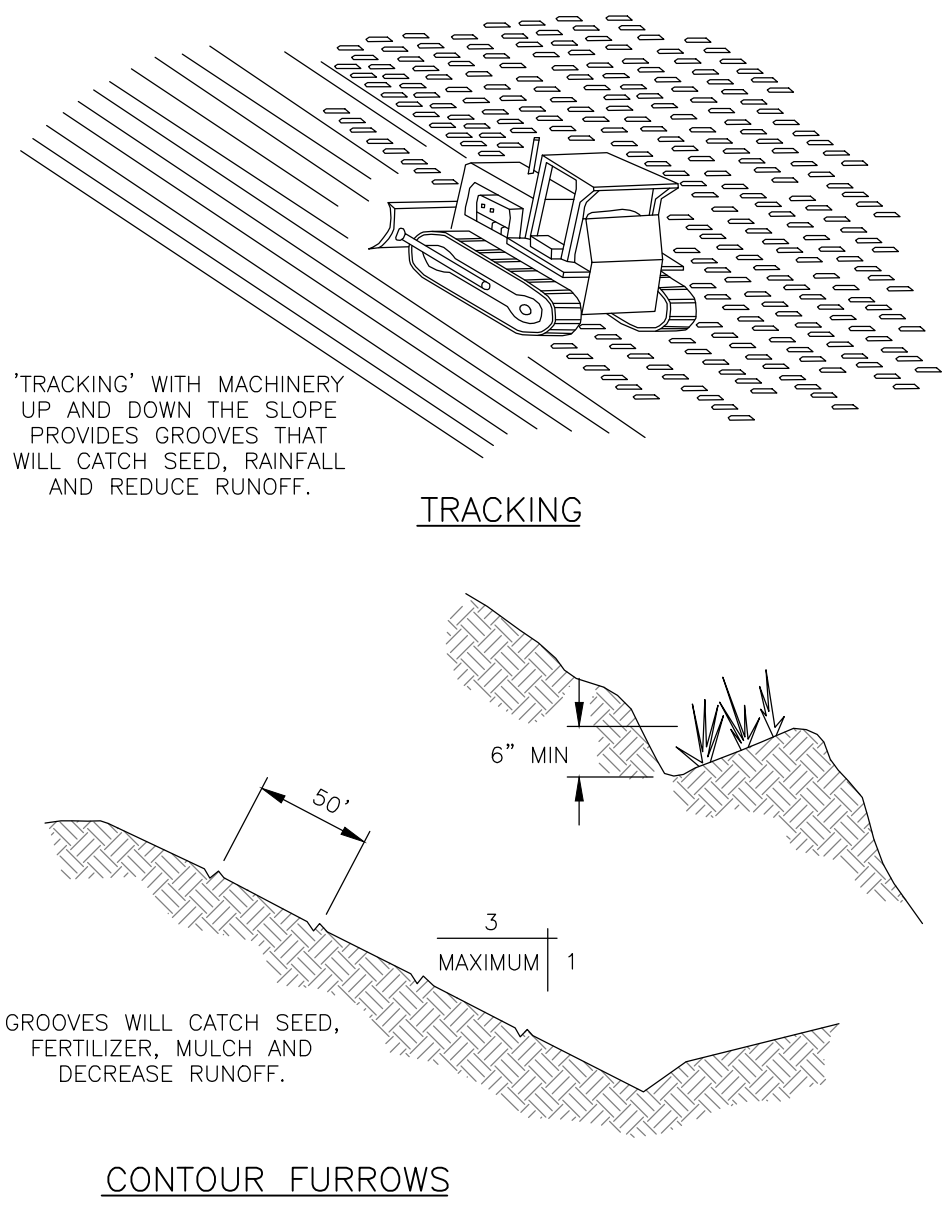 'TRACKING' WITH MACHINERY
UP AND DOWN THE SLOPE
PROVIDES GROOVES THAT
WILL CATCH SEED, RAINFALL
AND REDUCE RUNOFF.
TRACKING
6" MIN
50'
3
MAXIMUM
1
GROOVES WILL CATCH SEED,
FERTILIZER, MULCH AND
DECREASE RUNOFF.
CONTOUR FURROWS